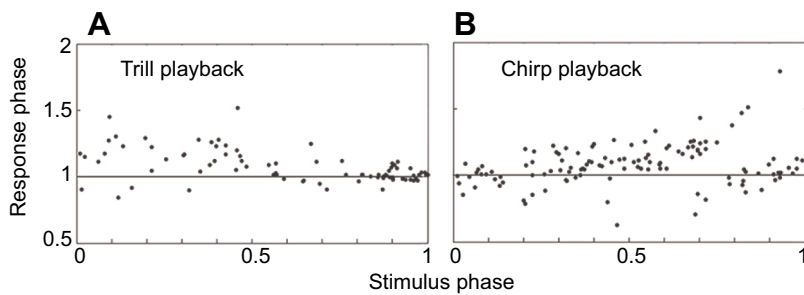 A
B
Trill playback
Chirp playback
Response phase
2
1.5
1
0.5
0
0.5
1
0
0.5
1
Stimulus phase